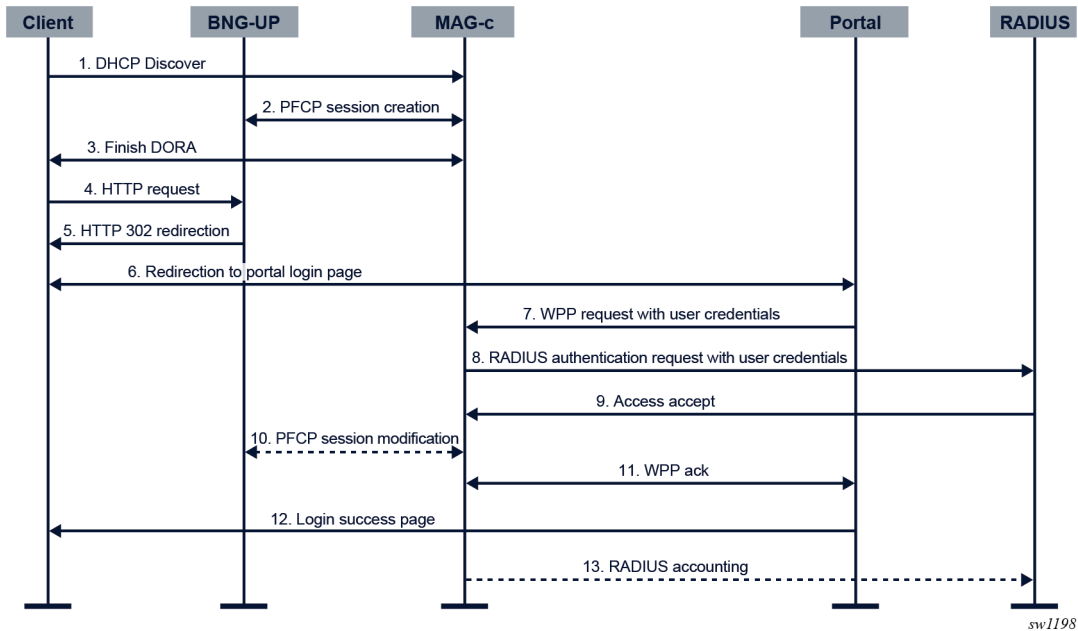 Client
BNG-UP
MAG-c
Portal
RADIUS
1. DHCP Discover
2. PFCP session creation
3. Finish DORA
4. HTTP request
5. HTTP 302 redirection
6. Redirection to portal login page
7. WPP request with user credentials
8. RADIUS authentication request with user credentials
9. Access accept
10. PFCP session modification
11. WPP ack
12. Login success page
13. RADIUS accounting
sw1198